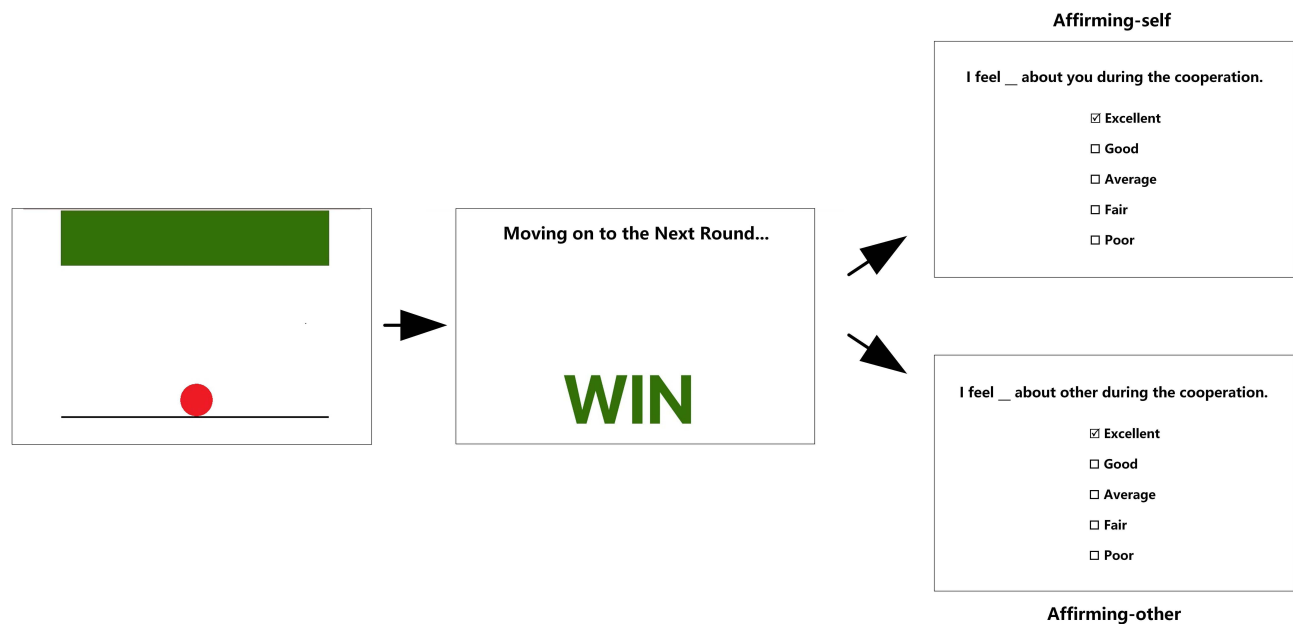 Affirming-self
I feel __ about you during the cooperation.
☑ Excellent
☐ Good
☐ Average
☐ Fair
☐ Poor
Moving on to the Next Round...
WIN
I feel __ about other during the cooperation.
☑ Excellent
☐ Good
☐ Average
☐ Fair
☐ Poor
Affirming-other